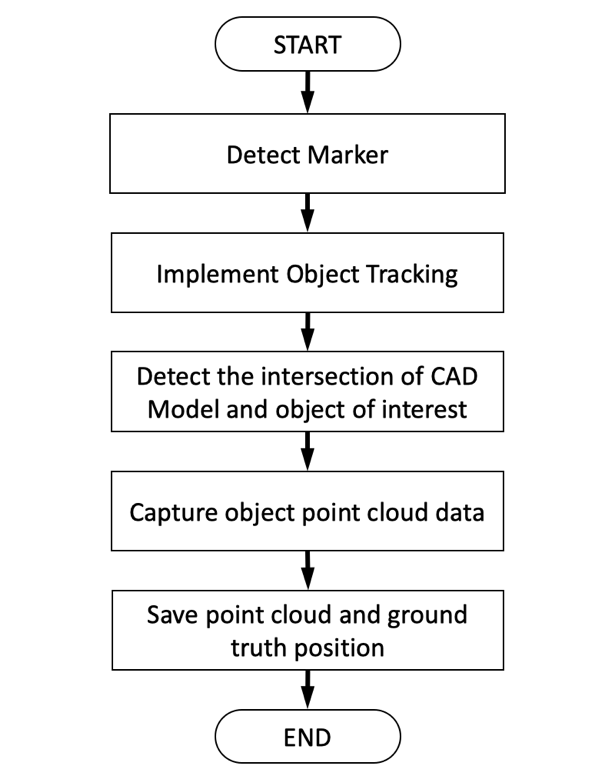 START
Detect Marker
Implement Object Tracking
Detect the intersection of CAD
Model and object of interest
Capture object point cloud data
Save point cloud and ground
truth position
END